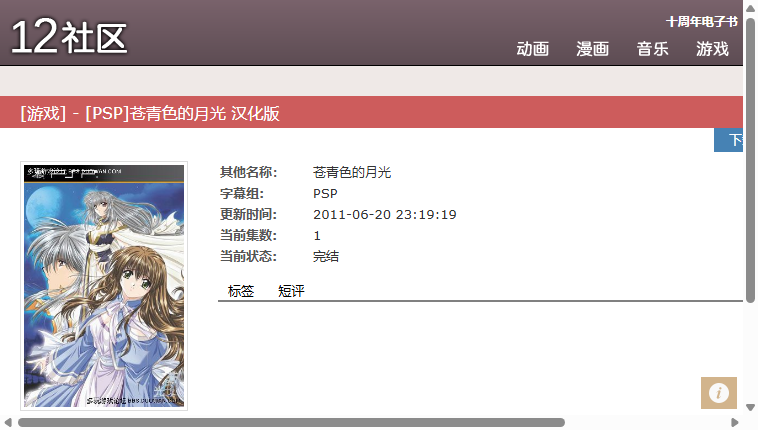 12社区
十周年电子书
动画 漫画 音乐 游戏
[游戏] - [PSP]苍青色的月光 汉化版
其他名称: 苍青色的月光
字幕组: PSP
更新时间: 2011-06-20 23:19:19
当前集数: 1
当前状态: 完结
标签 短评